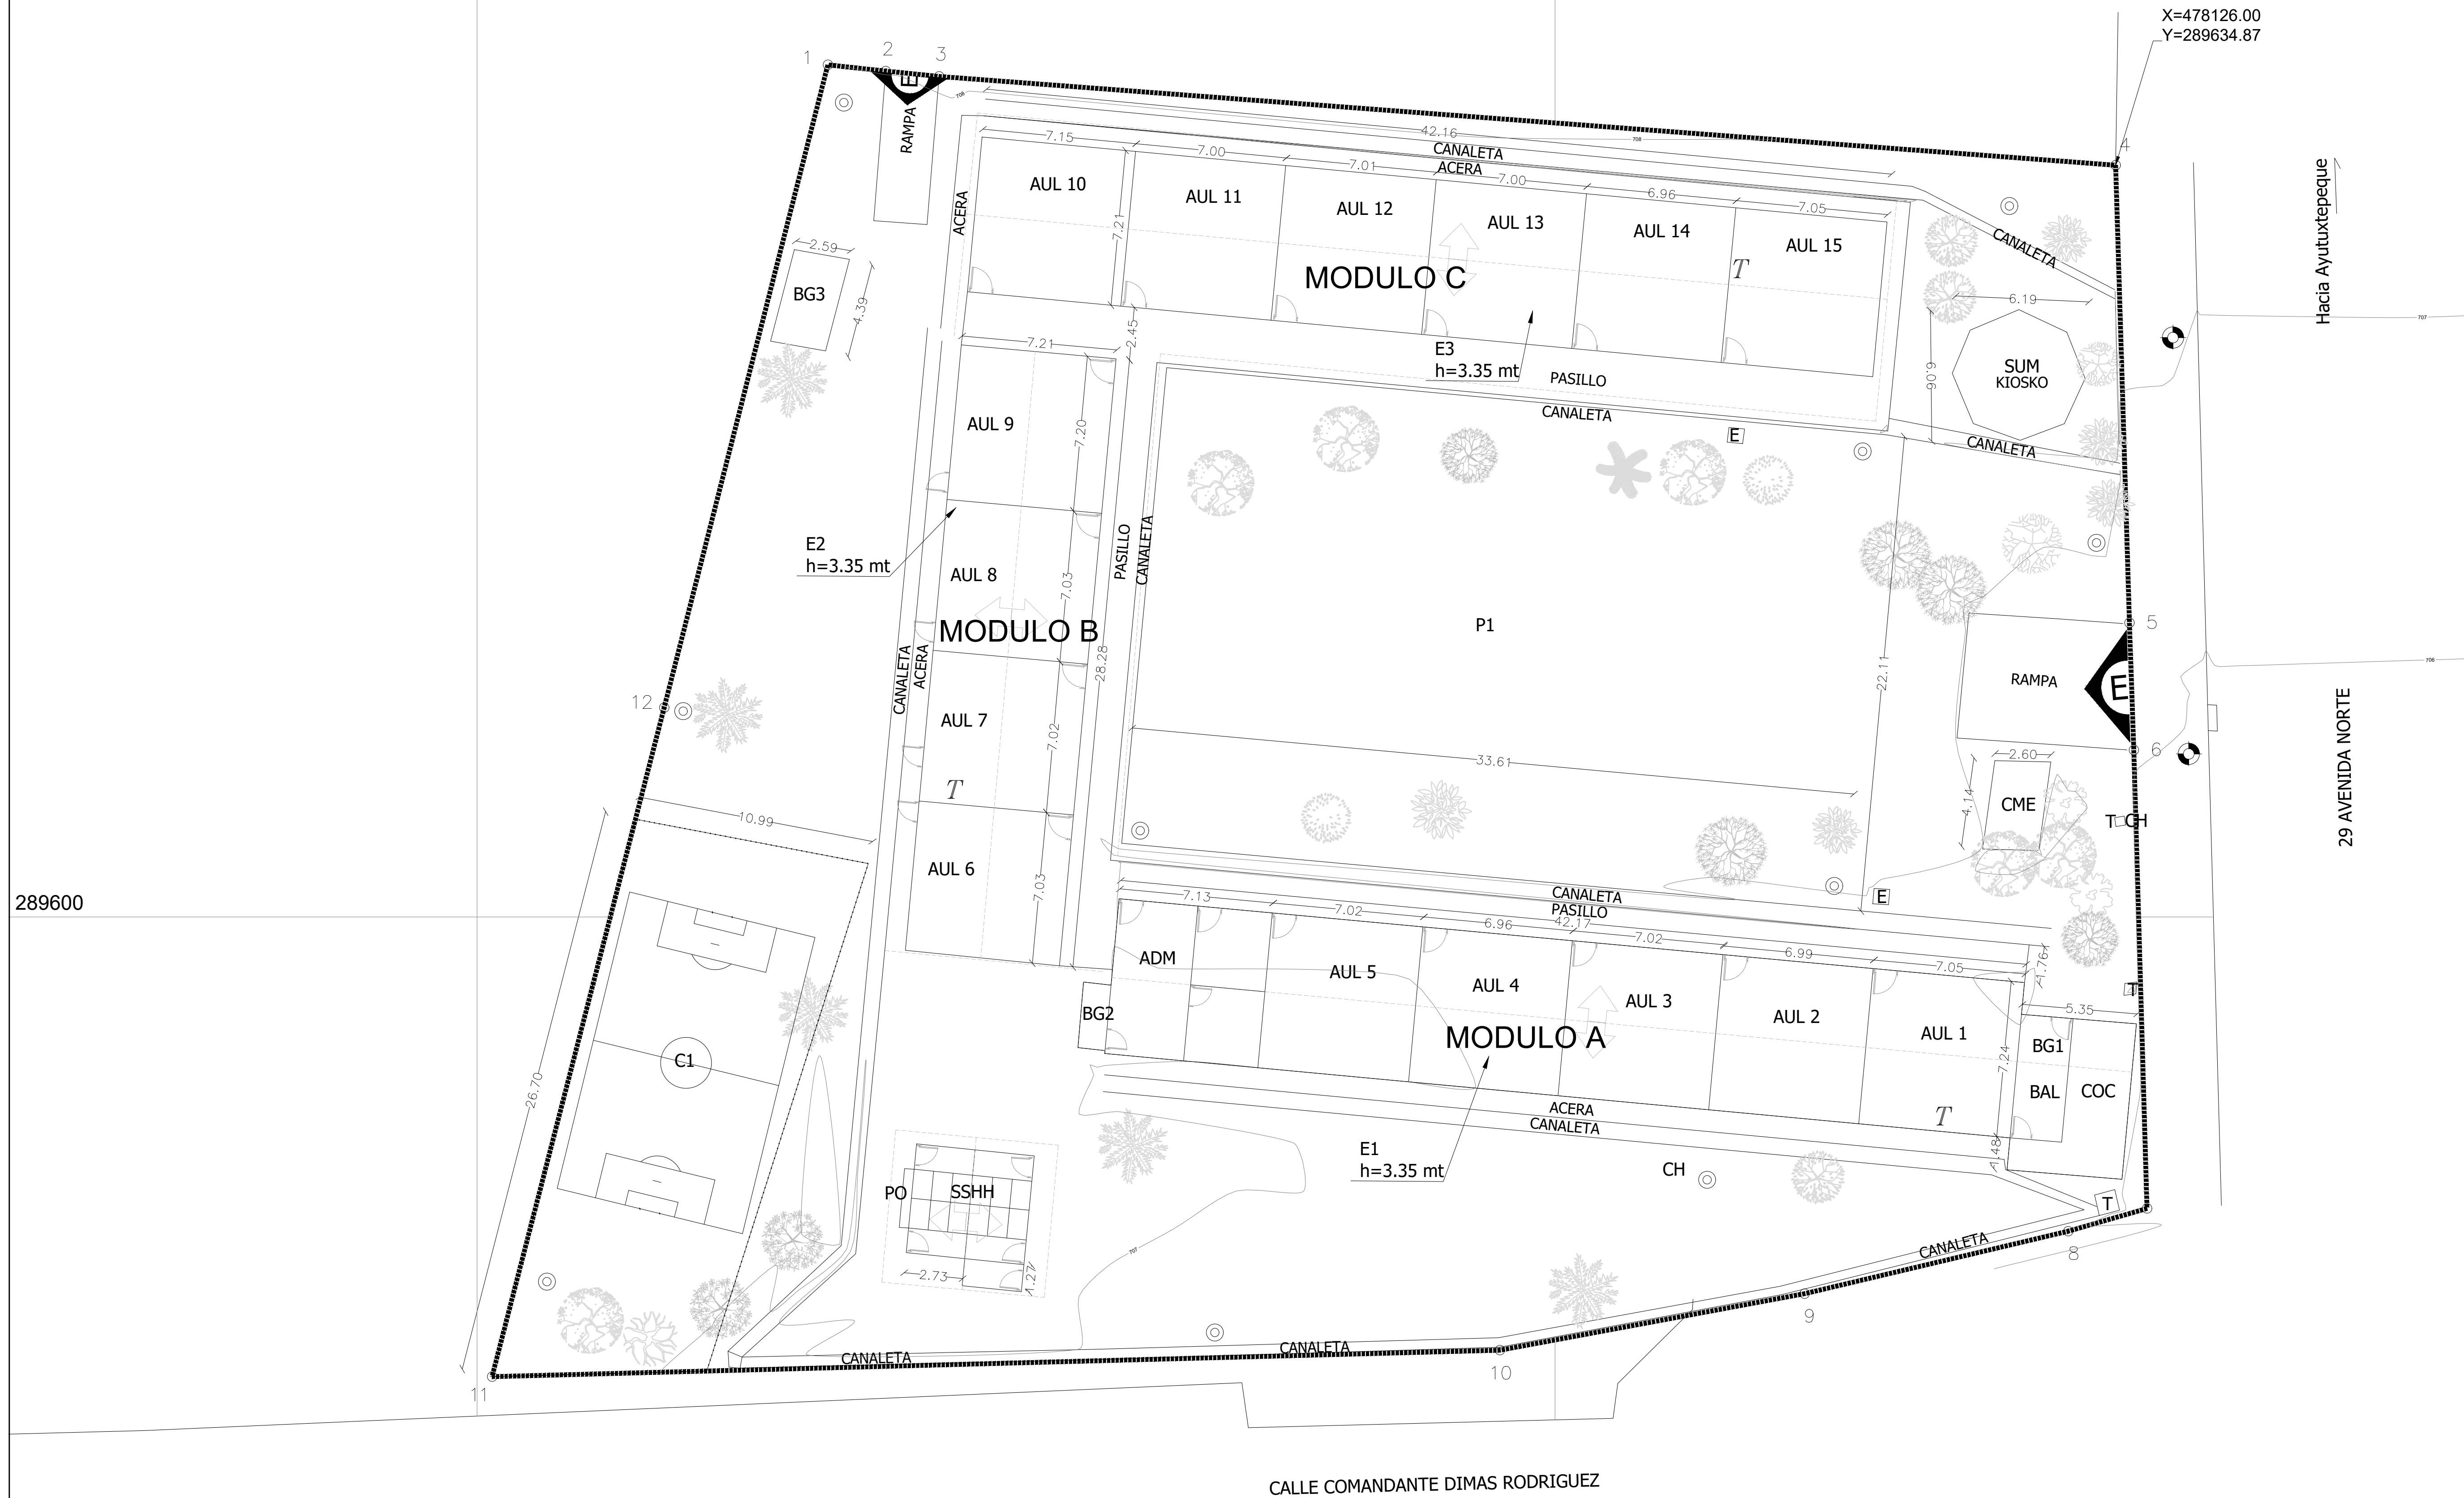 X=478126.00
Y=289634.87
1
2
3
4
E
RAMPA
708
42.16
708
CANALETA
ACERA
7.15
7.00
7.01
7.00
6.96
7.05
AUL 10
AUL 11
AUL 12
AUL 13
AUL 14
AUL 15
ACERA
7.21
T
MODULO C
CANALETA
Hacia Ayutuxtepeque
2.59
BG3
4.39
6.19
707
7.21
2.45
E3
h=3.35 mt
PASILLO
CANALETA
SUM
KIOSKO
6.06
AUL 9
7.20
E
CANALETA
E2
h=3.35 mt
PASILLO
CANALETA
AUL 8
7.03
MODULO B
P1
5
CANALETA
ACERA
28.28
22.11
RAMPA
E
706
12
AUL 7
7.02
33.61
6
2.60
29 AVENIDA NORTE
T
4.14
CME
10.99
T
CH
AUL 6
7.03
E
289600
CANALETA
PASILLO
7.13
7.02
6.96
42.17
7.02
6.99
7.05
1.76
ADM
AUL 5
AUL 4
AUL 3
AUL 2
AUL 1
T
5.35
BG2
MODULO A
BG1
7.24
C1
BAL
COC
26.70
T
ACERA
CANALETA
E1
h=3.35 mt
1.48
CH
PO
SSHH
T
2.73
1.27
707
CANALETA
8
9
CANALETA
CANALETA
10
11
CALLE COMANDANTE DIMAS RODRIGUEZ